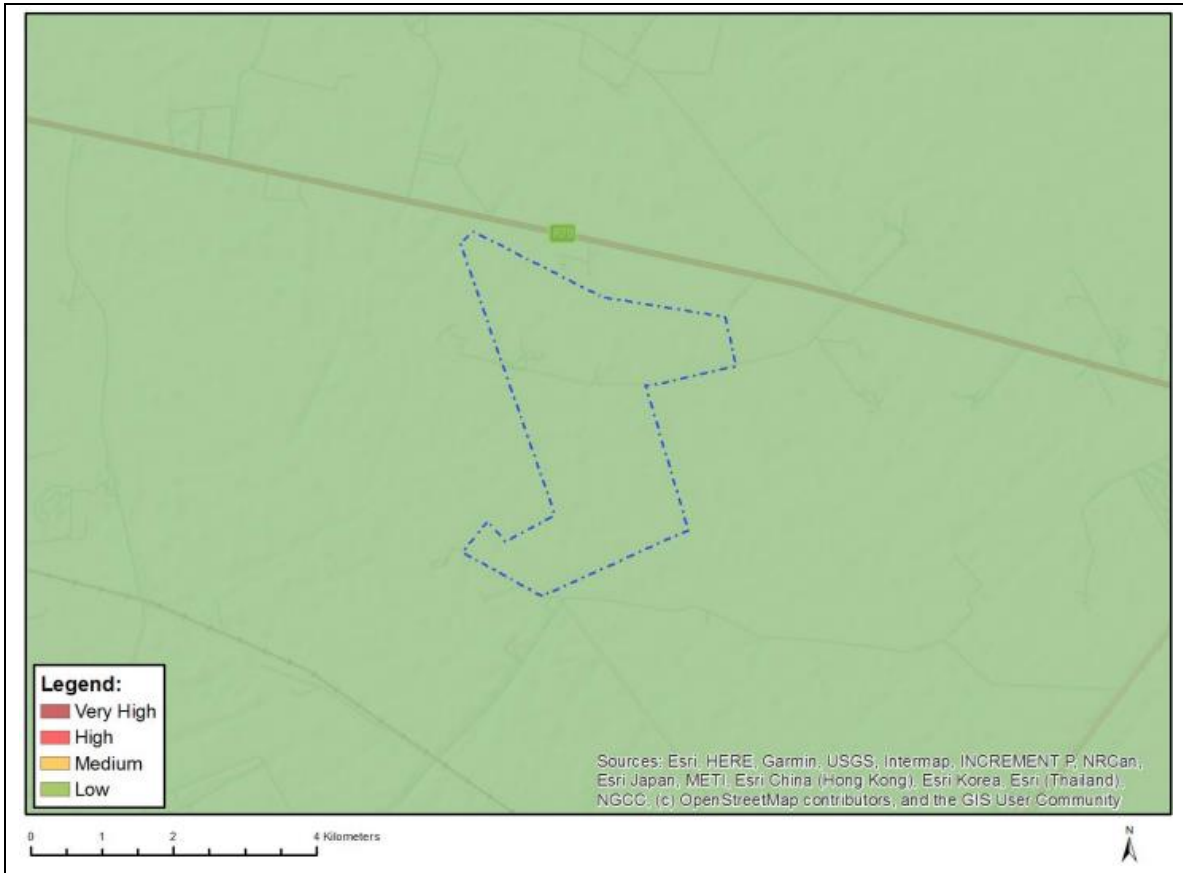 Legend:
Very High
High
Medium
Low
Sources: Esri, HERE, Garmin, USGS, Intermap, INCREMENT P, NRCan,
Esri Japan, METI, Esri China (Hong Kong), Esri Korea, Esri (Thailand),
NGCC, (c) OpenStreetMap contributors, and the GIS User Community
0 1 2 4 Kilometers
N